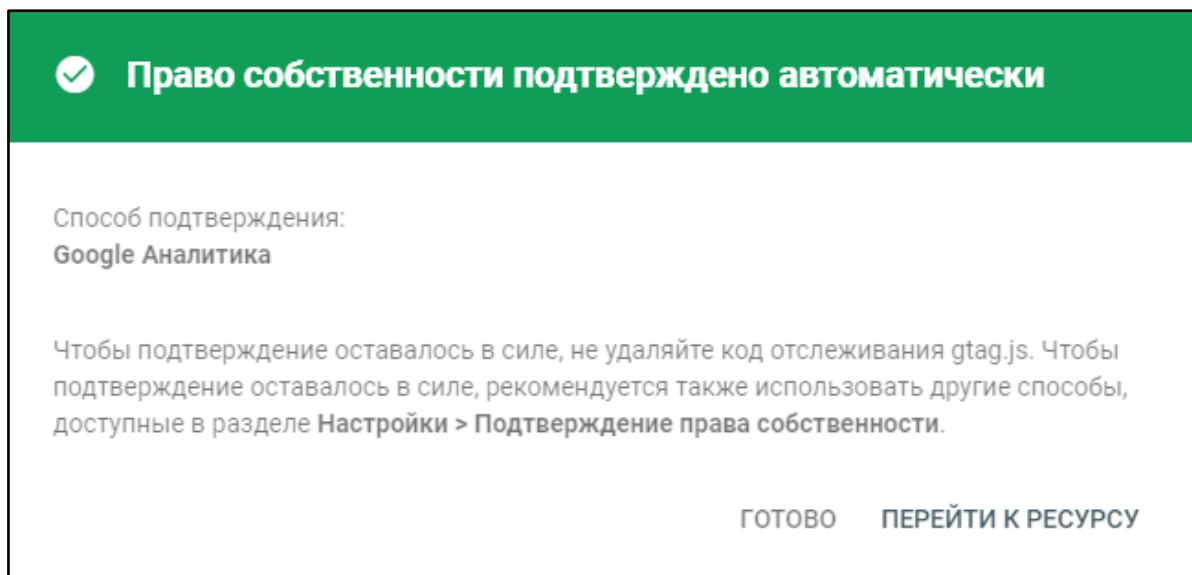 Право собственности подтверждено автоматически
Способ подтверждения:
Google Аналитика
Чтобы подтверждение оставалось в силе, не удаляйте код отслеживания gtag.js. Чтобы
подтверждение оставалось в силе, рекомендуется также использовать другие способы,
доступные в разделе Настройки > Подтверждение права собственности.
ГОТОВО ПЕРЕЙТИ К РЕСУРСУ